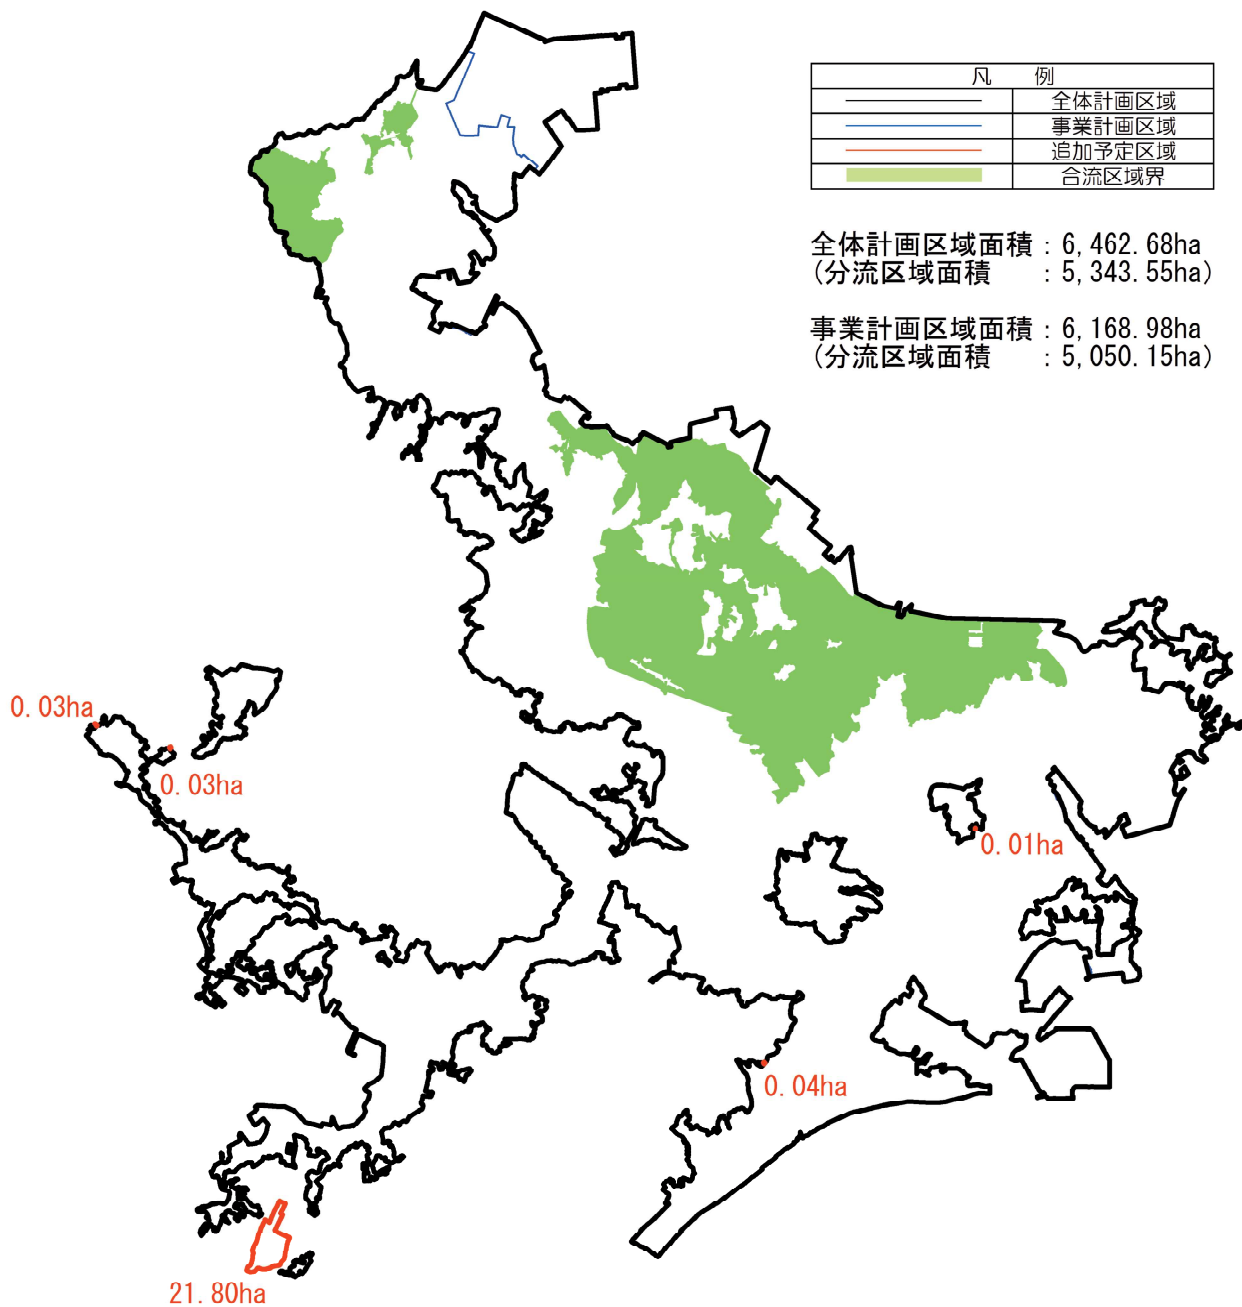 凡 例
全体計画区域
事業計画区域
追加予定区域
合流区域界
全体計画区域面積：6,462.68ha
(分流区域面積 ：5,343.55ha)
事業計画区域面積：6,168.98ha
(分流区域面積 ：5,050.15ha)
0.03ha
0.03ha
0.01ha
0.04ha
21.80ha